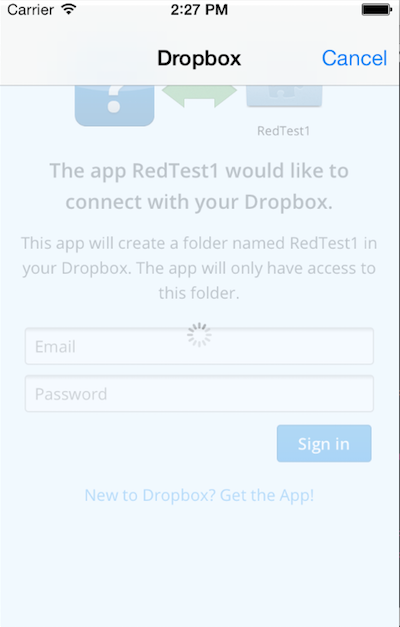 Carrier 2:27 PM
Dropbox Cancel
?
RedTest1
The app RedTest1 would like to
connect with your Dropbox.
This app will create a folder named RedTest1 in
your Dropbox. The app will only have access to
this folder.
Email
Password
Sign in
New to Dropbox? Get the App!